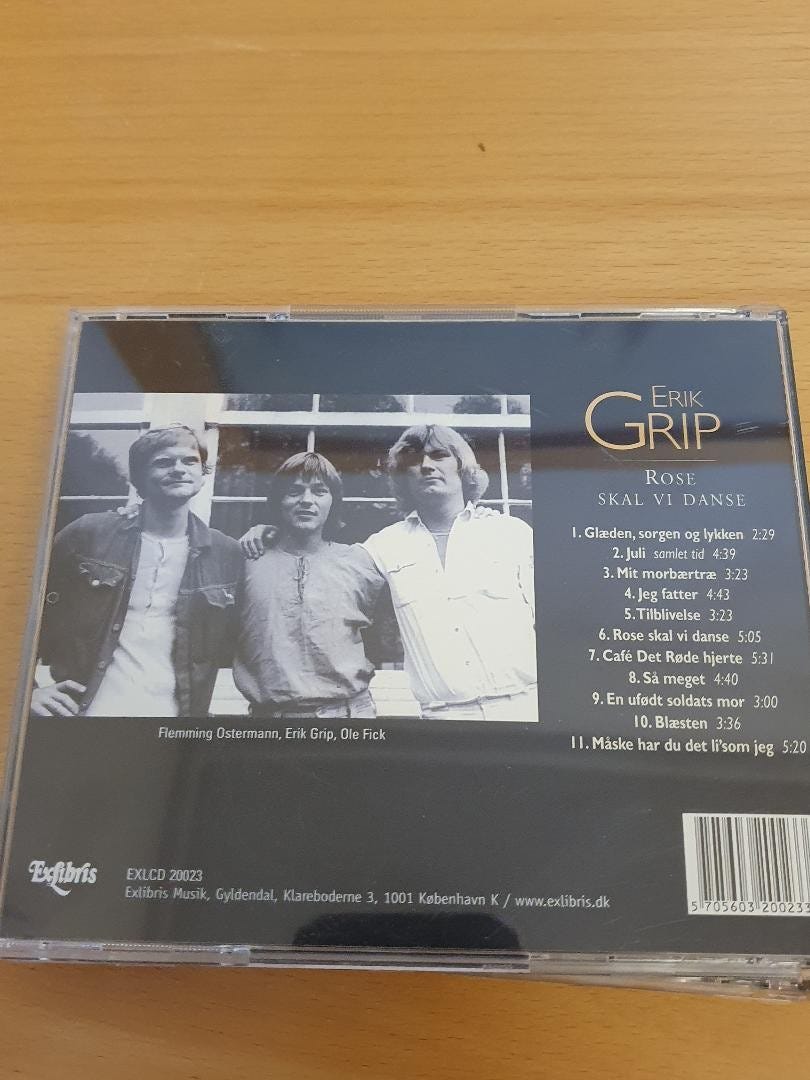 ERIK
GRIP
ROSE
SKAL VI DANSE
1. Glæden, sorgen og lykken 2:29
2. Juli samlet tid 4:39
3. Mit morbærtræ 3:23
4. Jeg fatter 4:43
5. Tilblivelse 3:23
6. Rose skal vi danse 5:05
7. Café Det Røde hjerte 5:31
8. Så meget 4:40
9. En ufødt soldats mor 3:00
10. Blæsten 3:36
11. Måske har du det li'som jeg 5:20
Flemming Ostermann, Erik Grip, Ole Fick
Exlibris
EXLCD 20023
Exlibris Musik, Gyldendal, Klareboderne 3, 1001 København K / www.exlibris.dk
5 705603 200233